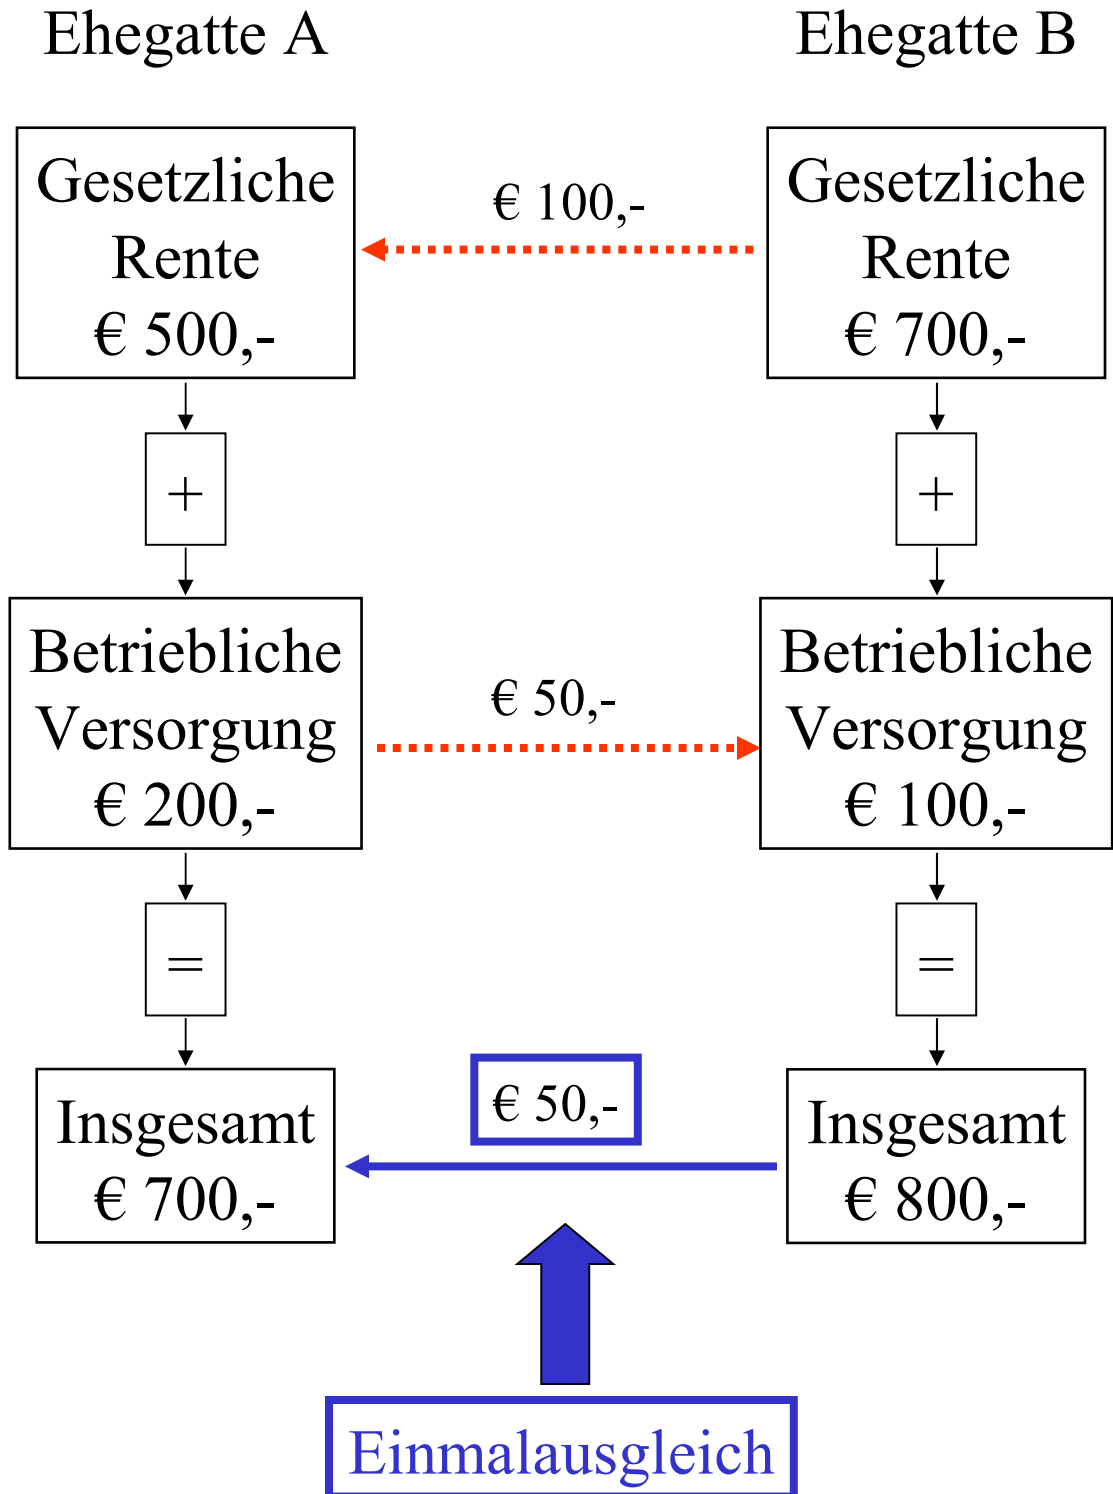 Ehegatte A
Ehegatte B
Gesetzliche
Rente
€ 500,-
€ 100,-
Gesetzliche
Rente
€ 700,-
+
+
Betriebliche
Versorgung
€ 200,-
€ 50,-
Betriebliche
Versorgung
€ 100,-
=
=
Insgesamt
€ 700,-
€ 50,-
Insgesamt
€ 800,-
Einmalausgleich